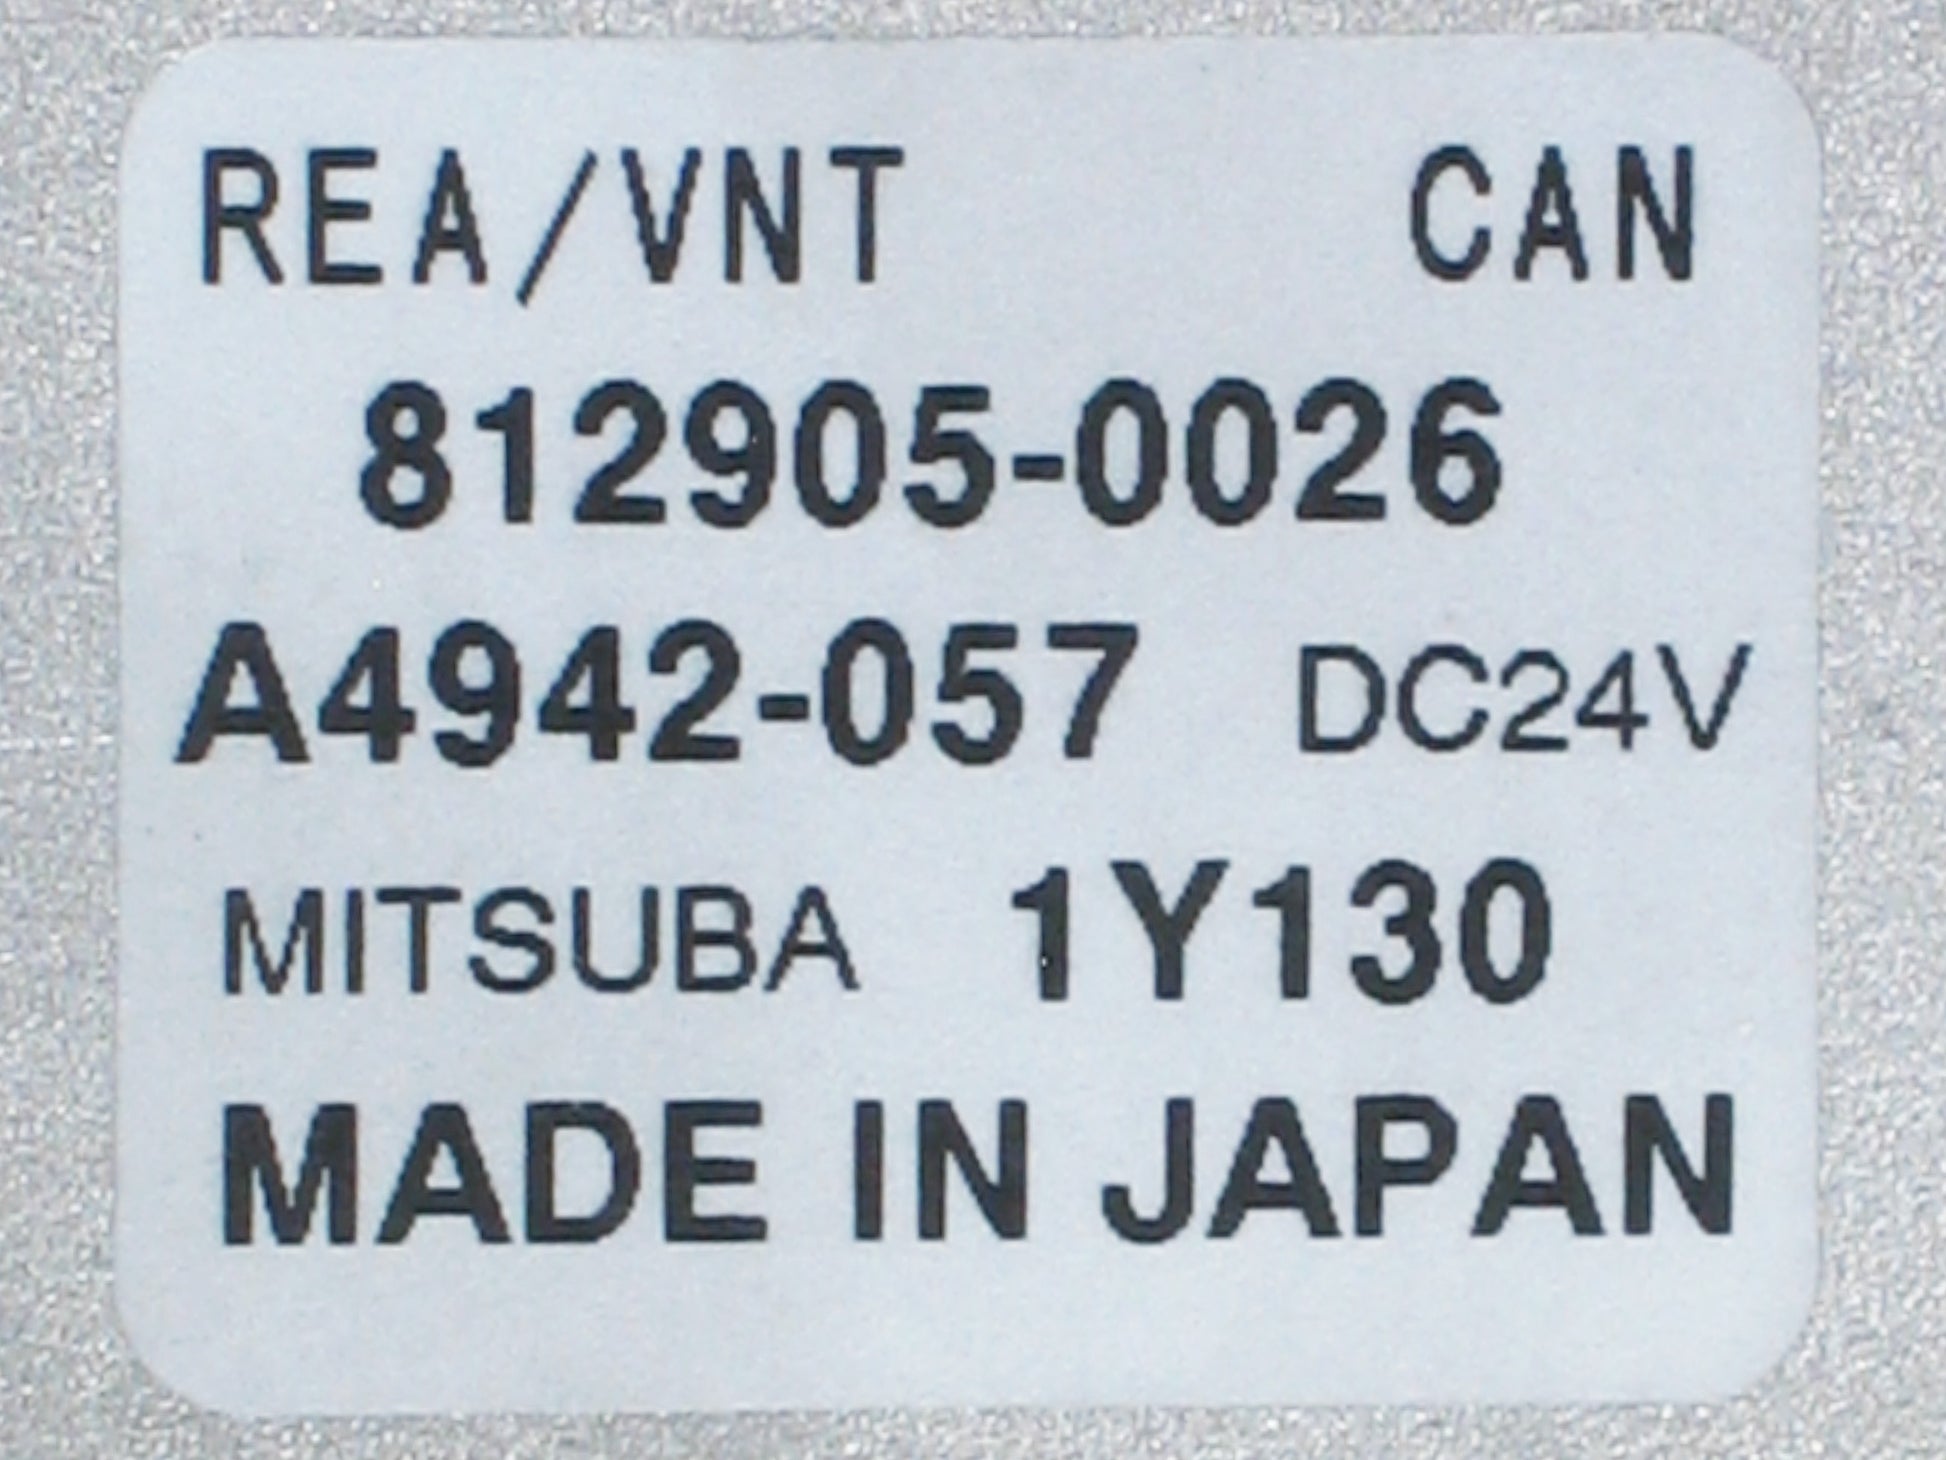 REA/VNT CAN
812905-0026
A4942-057 DC24V
MITSUBA 1Y130
MADE IN JAPAN